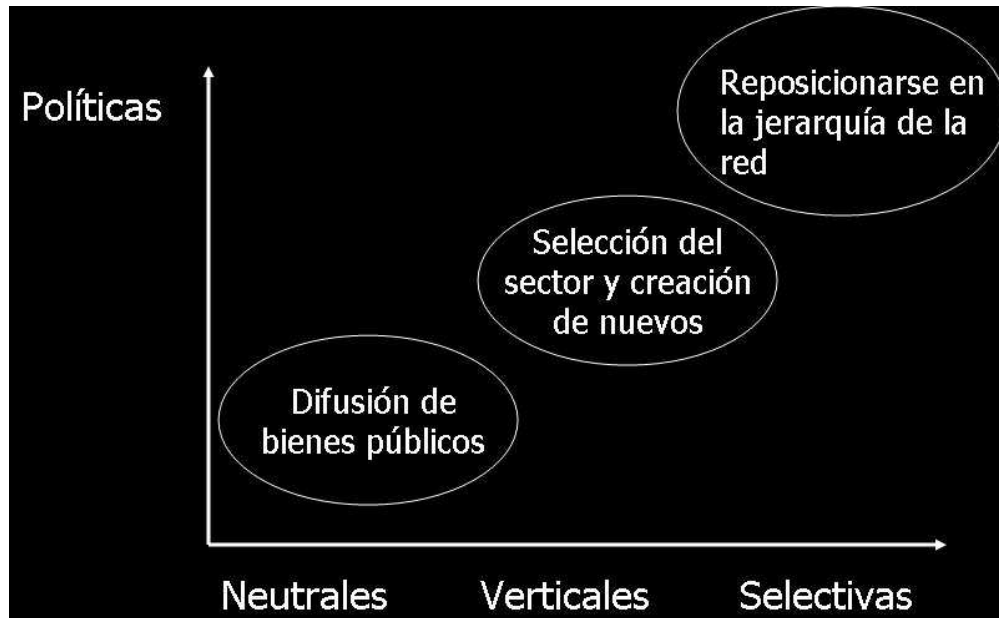 Políticas
Reposicionarse en
la jerarquía de la
red
Selección del
sector y creación
de nuevos
Difusión de
bienes públicos
Neutrales
Verticales
Selectivas